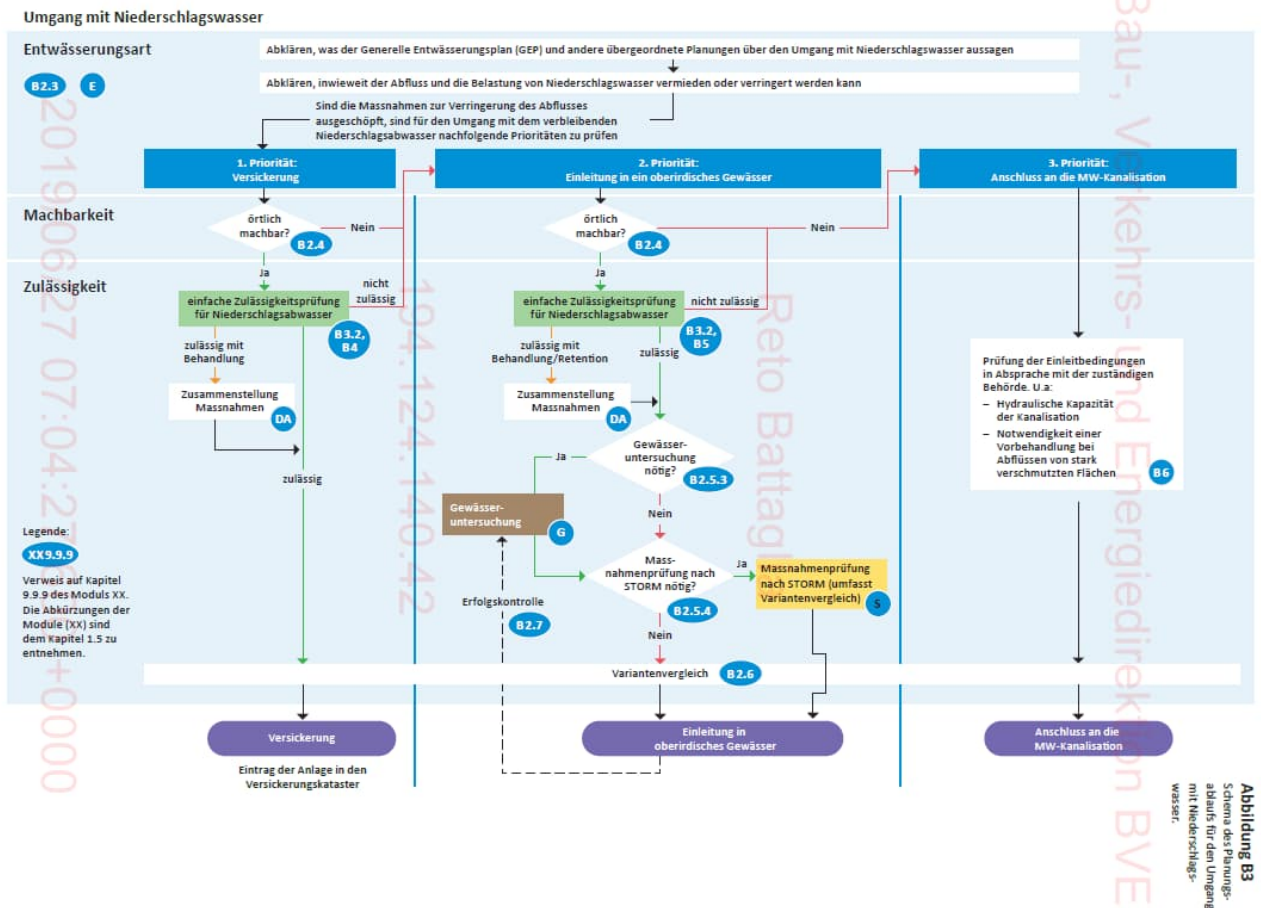 Umgang mit Niederschlagswasser
Entwässerungsart
B2.3
E
Abklären, was der Generelle Entwässerungsplan (GEP) und andere übergeordnete Planungen über den Umgang mit Niederschlagswasser aussagen
Abklären, inwieweit der Abfluss und die Belastung von Niederschlagswasser vermieden oder verringert werden kann
Sind die Massnahmen zur Verringerung des Abflusses
ausgeschöpft, sind für den Umgang mit dem verbleibenden
Niederschlagsabwasser nachfolgende Prioritäten zu prüfen
1. Priorität:
Versickerung
2. Priorität:
Einleitung in ein oberirdisches Gewässer
3. Priorität:
Anschluss an die MW-Kanalisation
Machbarkeit
örtlich
machbar?
B2.4
Nein
örtlich
machbar?
B2.4
Nein
Zulässigkeit
Ja
nicht
zulässig
einfache Zulässigkeitsprüfung
für Niederschlagsabwasser
B3.2,
B4
zulässig mit
Behandlung
Zusammenstellung
Massnahmen
DA
zulässig
Ja
einfache Zulässigkeitsprüfung
für Niederschlagsabwasser
nicht zulässig
B3.2,
B5
zulässig mit
Behandlung/Retention
zulässig
Zusammenstellung
Massnahmen
DA
Gewässer-
untersuchung
nötig?
B2.5.3
Ja
Nein
Gewässer-
untersuchung
G
Mass-
nahmenprüfung nach
STORM nötig?
B2.5.4
Ja
Massnahmenprüfung
nach STORM (umfasst
Variantenvergleich)
S
Erfolgskontrolle
B2.7
Nein
Prüfung der Einleitbedingungen
in Absprache mit der zuständigen
Behörde. U.a:
– Hydraulische Kapazität
der Kanalisation
– Notwendigkeit einer
Vorbehandlung bei
Abflüssen von stark
verschmutzten Flächen
B6
Legende:
XX9.9.9
Verweis auf Kapitel
9.9.9 des Moduls XX.
Die Abkürzungen der
Module (XX) sind
dem Kapitel 1.5 zu
entnehmen.
Variantenvergleich
B2.6
Versickerung
Eintrag der Anlage in den
Versickerungskataster
Einleitung in
oberirdisches Gewässer
Anschluss an die
MW-Kanalisation
Abbildung B3
Schema des Planungs-
ablaufs für den Umgang
mit Niederschlags-
wasser.
194.124.140.42
Bau-, Verkehrs- und Energiedirektion BVE